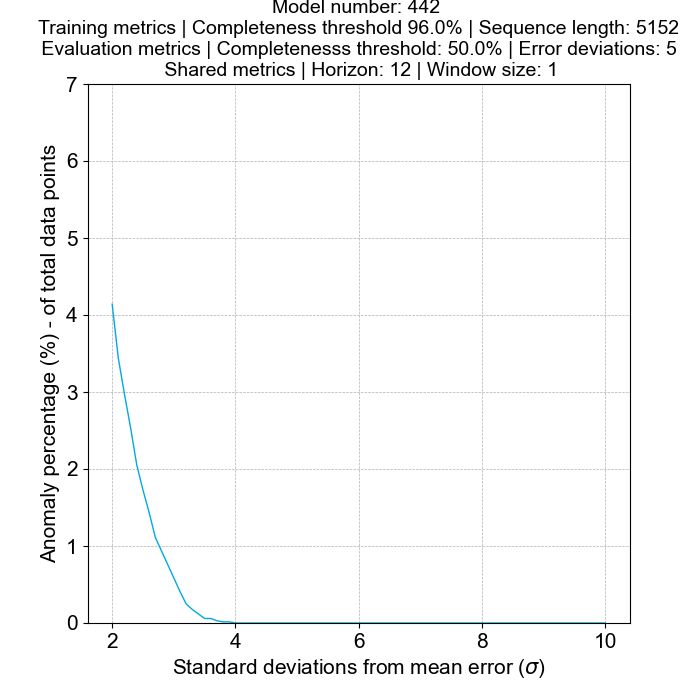 Model number: 442
Training metrics | Completeness threshold 96.0% | Sequence length: 5152
Evaluation metrics | Completenesss threshold: 50.0% | Error deviations: 5
Shared metrics | Horizon: 12 | Window size: 1
7
6
5
4
3
2
1
0
Anomaly percentage (%) - of total data points
2 4 6 8 10
Standard deviations from mean error (σ)